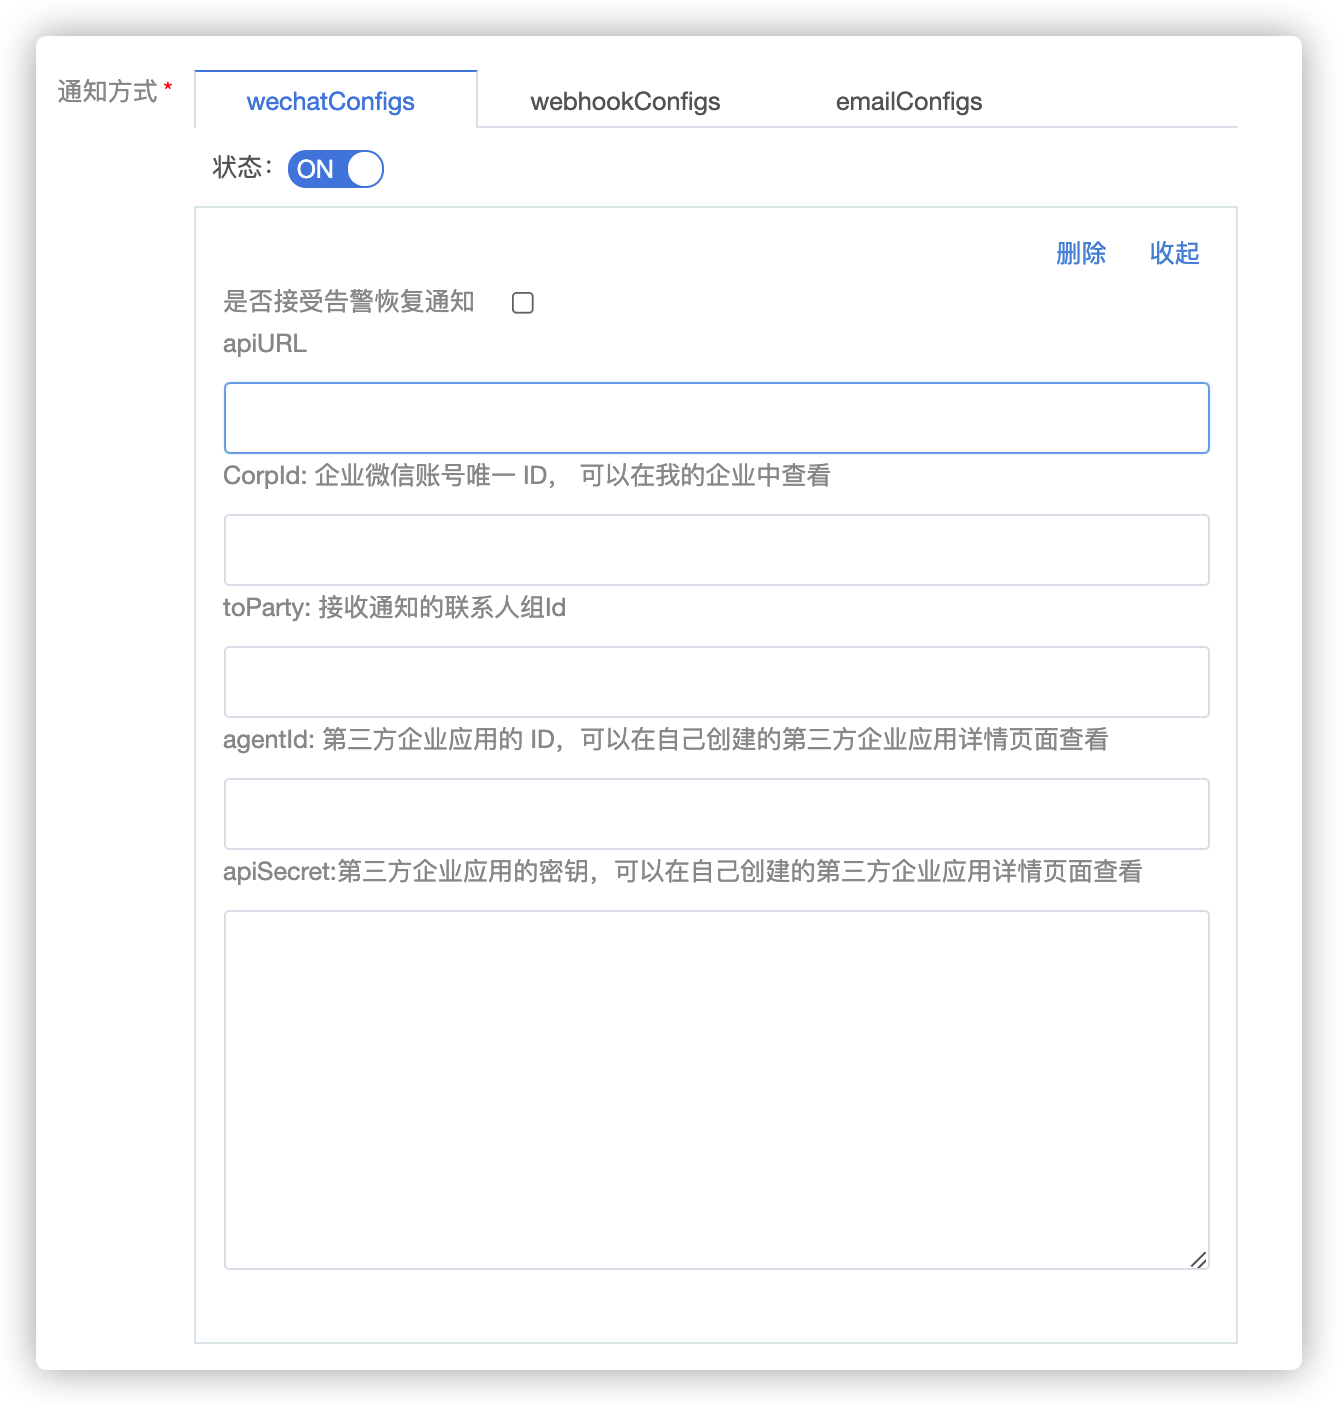 通知方式 *
wechatConfigs webhookConfigs emailConfigs
状态： ON
删除 收起
是否接受告警恢复通知
apiURL
CorpId: 企业微信账号唯一 ID， 可以在我的企业中查看
toParty: 接收通知的联系人组Id
agentId: 第三方企业应用的 ID，可以在自己创建的第三方企业应用详情页面查看
apiSecret:第三方企业应用的密钥，可以在自己创建的第三方企业应用详情页面查看